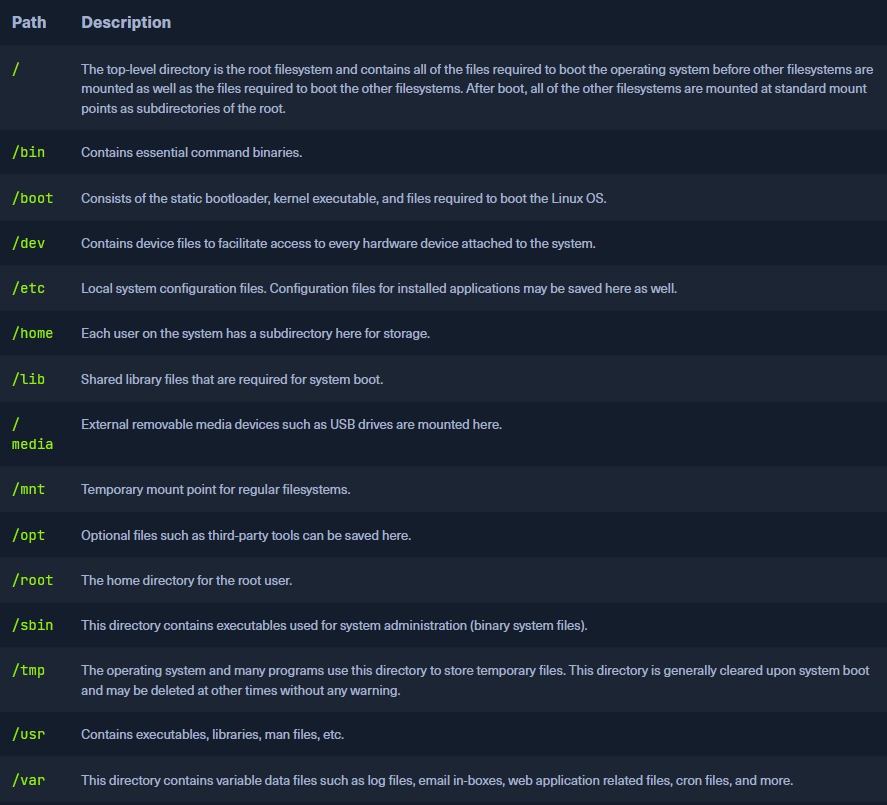 Path Description
/ The top-level directory is the root filesystem and contains all of the files required to boot the operating system before other filesystems are
mounted as well as the files required to boot the other filesystems. After boot, all of the other filesystems are mounted at standard mount
points as subdirectories of the root.
/bin Contains essential command binaries.
/boot Consists of the static bootloader, kernel executable, and files required to boot the Linux OS.
/dev Contains device files to facilitate access to every hardware device attached to the system.
/etc Local system configuration files. Configuration files for installed applications may be saved here as well.
/home Each user on the system has a subdirectory here for storage.
/lib Shared library files that are required for system boot.
/ External removable media devices such as USB drives are mounted here.
media
/mnt Temporary mount point for regular filesystems.
/opt Optional files such as third-party tools can be saved here.
/root The home directory for the root user.
/sbin This directory contains executables used for system administration (binary system files).
/tmp The operating system and many programs use this directory to store temporary files. This directory is generally cleared upon system boot
and may be deleted at other times without any warning.
/usr Contains executables, libraries, man files, etc.
/var This directory contains variable data files such as log files, email in-boxes, web application related files, cron files, and more.